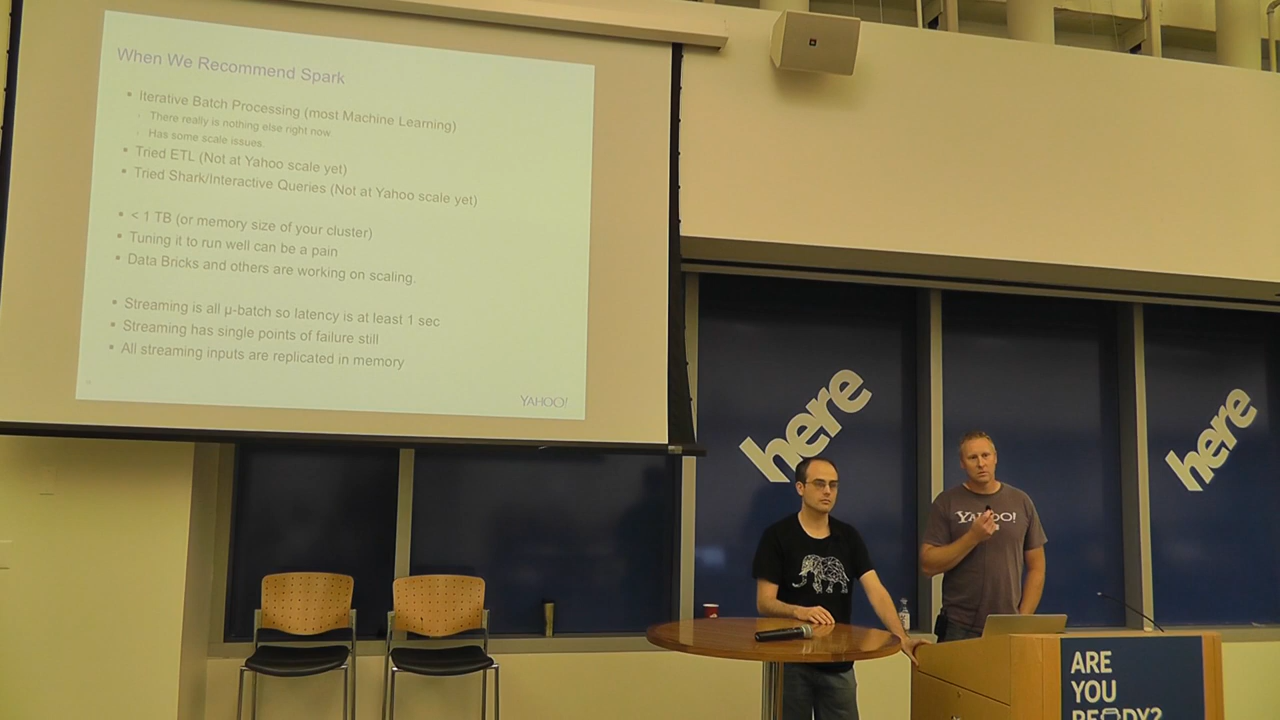 When We Recommend Spark
Iterative Batch Processing (most Machine Learning)
There really is nothing else right now.
Has some scale issues.
Tried ETL (Not at Yahoo scale yet)
Tried Shark/Interactive Queries (Not at Yahoo scale yet)
< 1 TB (or memory size of your cluster)
Tuning it to run well can be a pain
Data Bricks and others are working on scaling.
Streaming is all µ-batch so latency is at least 1 sec
Streaming has single points of failure still
All streaming inputs are replicated in memory
YAHOO!
here
here
YAHOO!
ARE
YOU
READY?